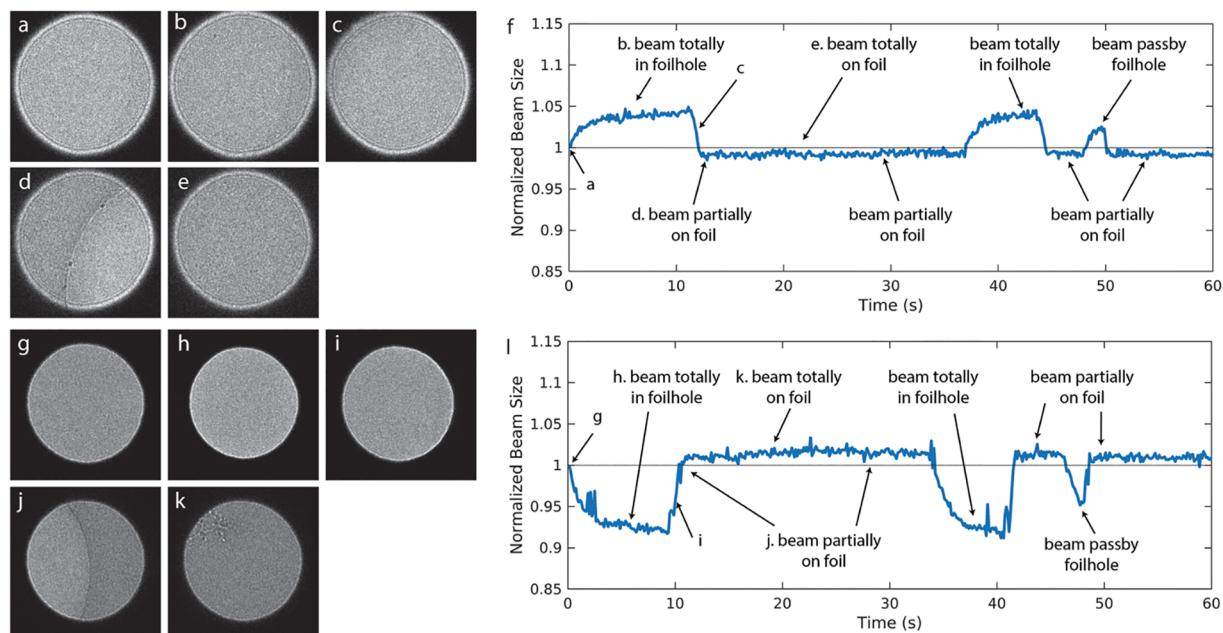 a
b
c
d
e
f
1.15
1.1
1.05
1
0.95
0.9
0.85
Normalized Beam Size
b. beam totally
in foilhole
c
e. beam totally
on foil
beam totally
in foilhole
beam passby
foilhole
a
d. beam partially
on foil
beam partially
on foil
beam partially
on foil
0 10 20 30 40 50 60
Time (s)
g
h
i
j
k
l
1.15
1.1
1.05
1
0.95
0.9
0.85
Normalized Beam Size
g
h. beam totally
in foilhole
k. beam totally
on foil
beam totally
in foilhole
beam partially
on foil
i
j. beam partially
on foil
beam passby
foilhole
0 10 20 30 40 50 60
Time (s)